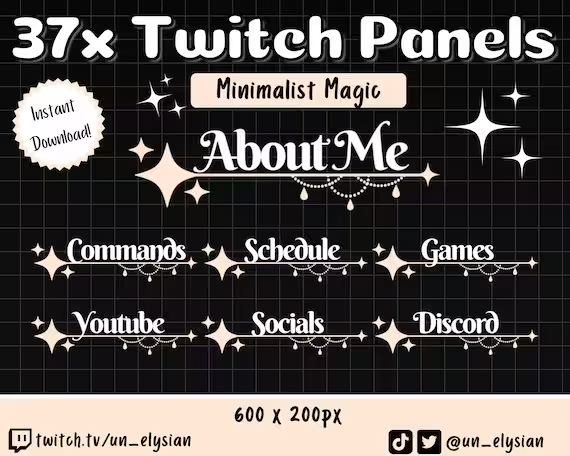 37x Twitch Panels
Minimalist Magic
Instant
Download!
About Me
Commands
Schedule
Games
Youtube
Socials
Discord
600 x 200px
twitch.tv/un_elysian
@un_elysian